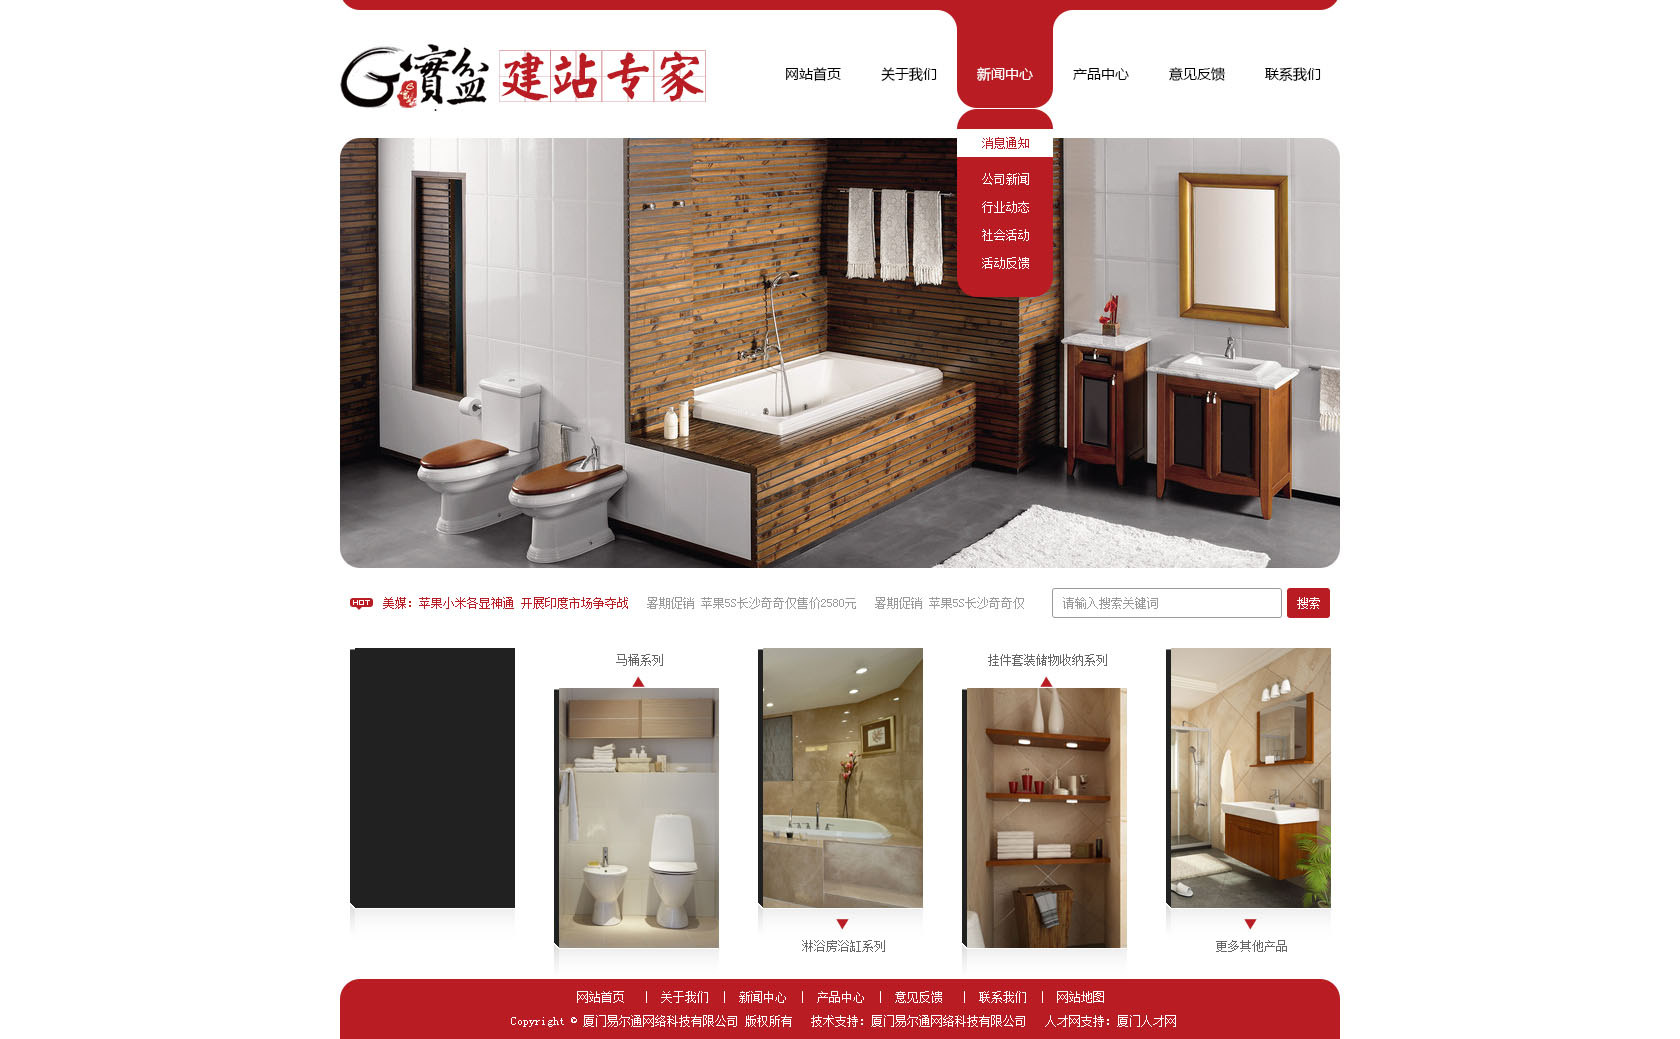 實盆 建站专家
网站首页 关于我们 新闻中心 产品中心 意见反馈 联系我们
消息通知
公司新闻
行业动态
社会活动
活动反馈
HOT 美媒：苹果小米各显神通 开展印度市场争夺战 署期促销 苹果5S长沙奇奇仅售价2580元 署期促销 苹果5S长沙奇奇仅 请输入搜索关键词 搜索
马桶系列 挂件套装储物收纳系列
淋浴房浴缸系列 更多其他产品
网站首页 | 关于我们 | 新闻中心 | 产品中心 | 意见反馈 | 联系我们 | 网站地图
Copyright © 厦门易尔通网络科技有限公司 版权所有 技术支持：厦门易尔通网络科技有限公司 人才网支持：厦门人才网